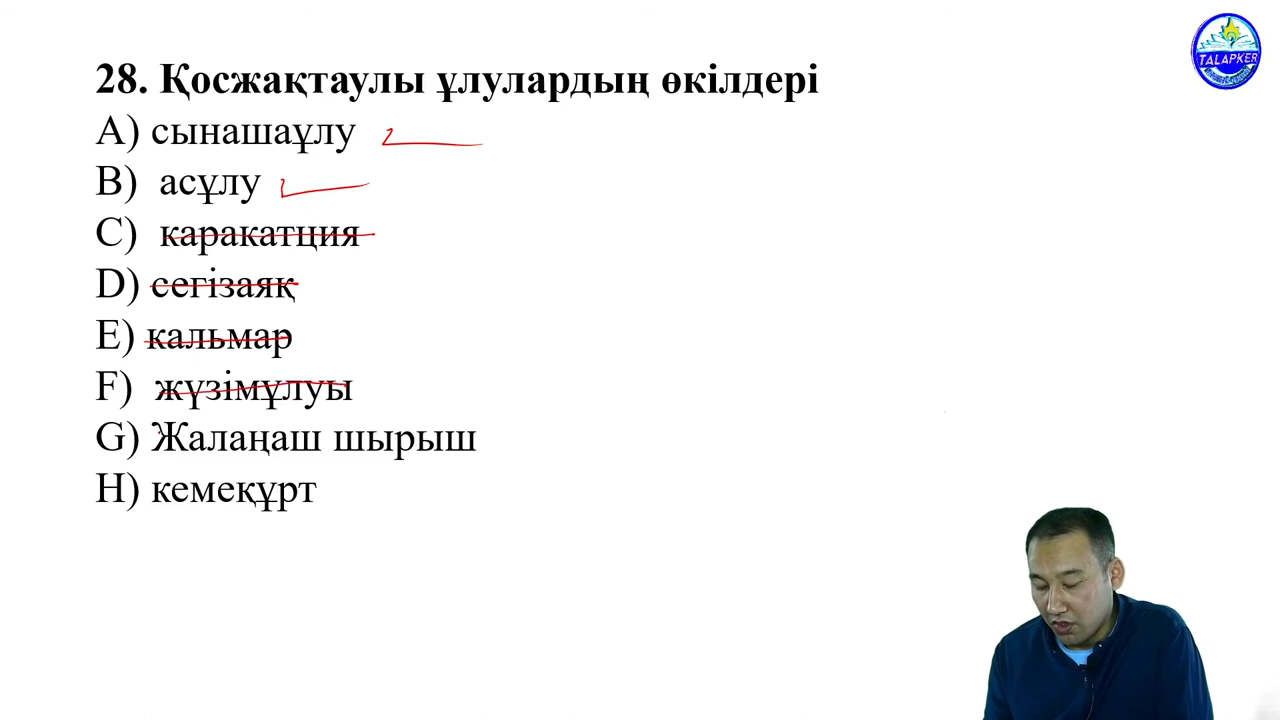 TALAPKER
28. Қосжақтаулы ұлулардың өкілдері
A) сынашаұлу
B) асұлу
C) каракатция
D) сегізаяқ
E) кальмар
F) жүзімұлуы
G) Жалаңаш шырыш
H) кемеқұрт